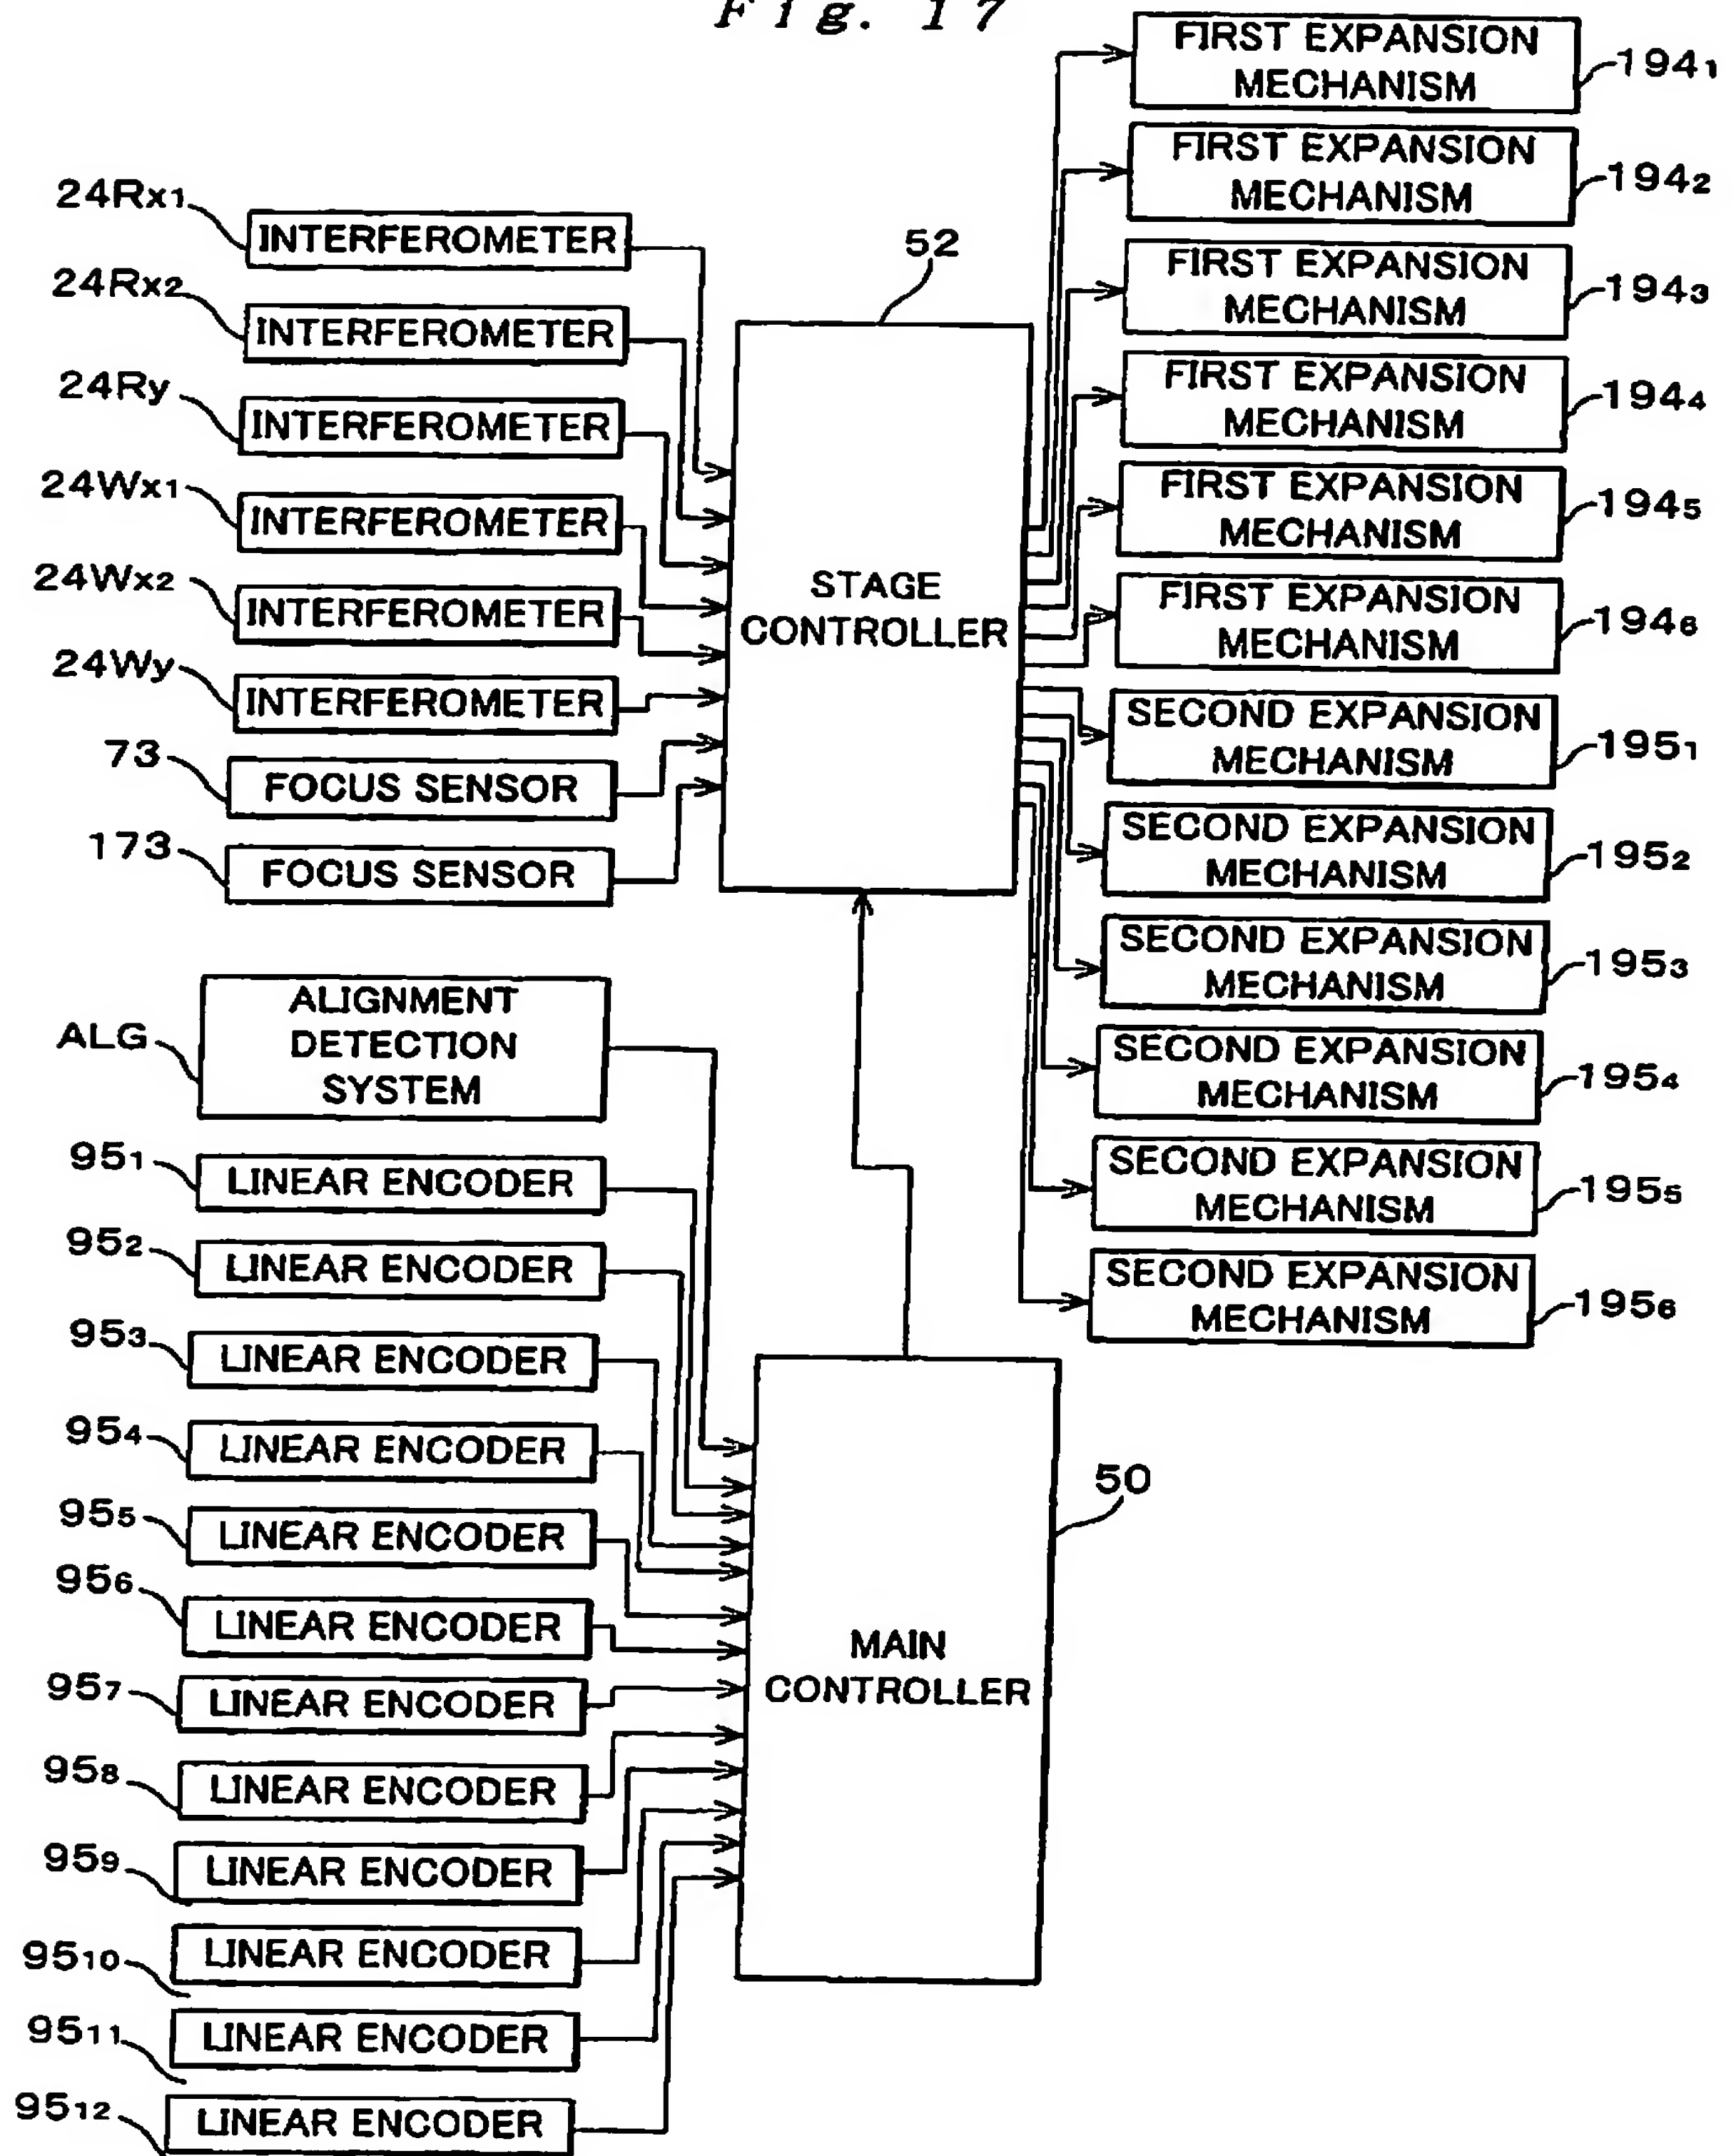 Fig. 17
FIRST EXPANSION
MECHANISM
194₁
FIRST EXPANSION
MECHANISM
194₂
FIRST EXPANSION
MECHANISM
194₃
FIRST EXPANSION
MECHANISM
194₄
FIRST EXPANSION
MECHANISM
194₅
FIRST EXPANSION
MECHANISM
194₆
SECOND EXPANSION
MECHANISM
195₁
SECOND EXPANSION
MECHANISM
195₂
SECOND EXPANSION
MECHANISM
195₃
SECOND EXPANSION
MECHANISM
195₄
SECOND EXPANSION
MECHANISM
195₅
SECOND EXPANSION
MECHANISM
195₆
24Rx1
INTERFEROMETER
24Rx2
INTERFEROMETER
24Ry
INTERFEROMETER
24Wx1
INTERFEROMETER
24Wx2
INTERFEROMETER
24Wy
INTERFEROMETER
73
FOCUS SENSOR
173
FOCUS SENSOR
52
STAGE
CONTROLLER
ALG
ALIGNMENT
DETECTION
SYSTEM
95₁
LINEAR ENCODER
95₂
LINEAR ENCODER
95₃
LINEAR ENCODER
95₄
LINEAR ENCODER
95₅
LINEAR ENCODER
95₆
LINEAR ENCODER
95₇
LINEAR ENCODER
95₈
LINEAR ENCODER
95₉
LINEAR ENCODER
95₁₀
LINEAR ENCODER
95₁₁
LINEAR ENCODER
95₁₂
LINEAR ENCODER
50
MAIN
CONTROLLER